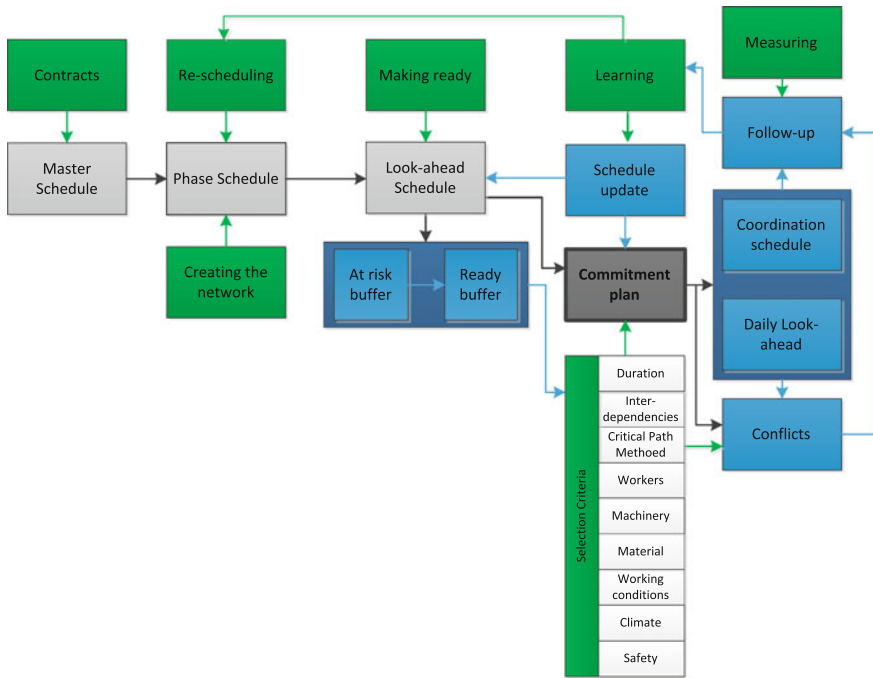 Contracts
Re-scheduling
Making ready
Learning
Measuring
Master
Schedule
Phase Schedule
Look-ahead
Schedule
Schedule
update
Follow-up
Creating the
network
At risk
buffer
Ready
buffer
Commitment
plan
Coordination
schedule
Daily Look-
ahead
Conflicts
Selection Criteria
Duration
Inter-
dependencies
Critical Path
Methoed
Workers
Machinery
Material
Working
conditions
Climate
Safety